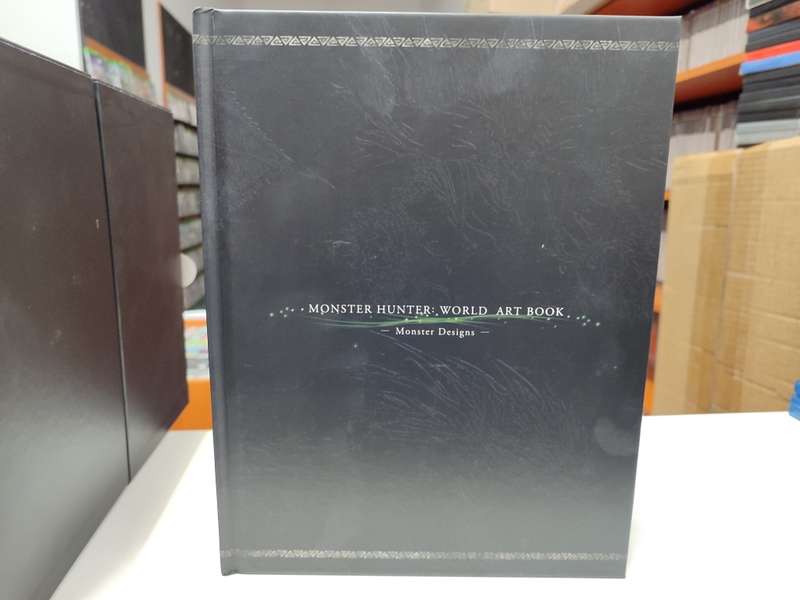 MONSTER HUNTER: WORLD ART BOOK
— Monster Designs —